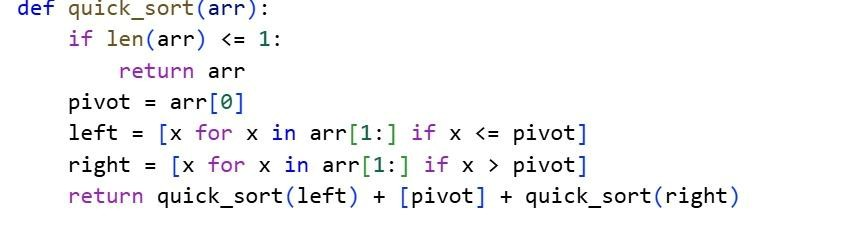 def quick_sort(arr):
    if len(arr) <= 1:
        return arr
    pivot = arr[0]
    left = [x for x in arr[1:] if x <= pivot]
    right = [x for x in arr[1:] if x > pivot]
    return quick_sort(left) + [pivot] + quick_sort(right)